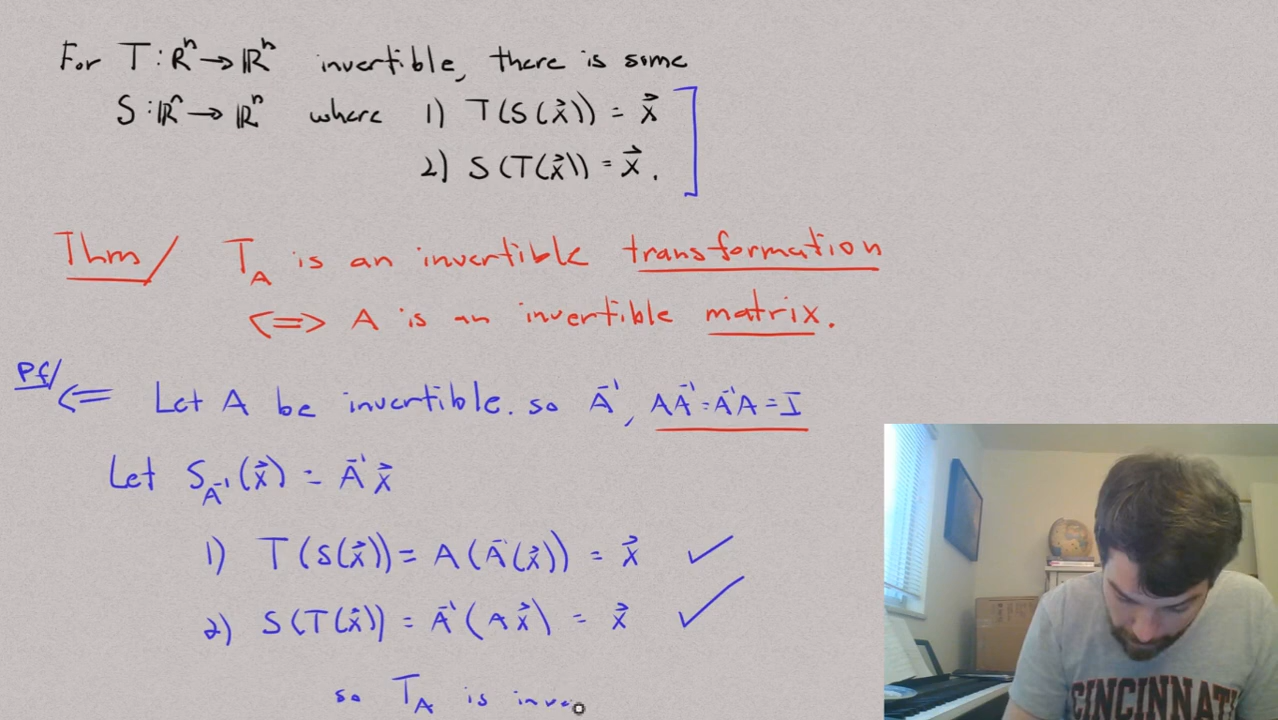 For T : ℝⁿ → ℝⁿ invertible, there is some
S : ℝⁿ → ℝⁿ where 1) T(S(x⃗)) = x⃗
2) S(T(x⃗)) = x⃗.
Thm/ T_A is an invertible transformation
<=> A is an invertible matrix.
Pf/ <= Let A be invertible. so A⁻¹, AA⁻¹ = A⁻¹A = I
Let S_A⁻¹(x⃗) = A⁻¹x⃗
1) T(S(x⃗)) = A(A⁻¹(x⃗)) = x⃗ ✓
2) S(T(x⃗)) = A⁻¹(Ax⃗) = x⃗ ✓
so T_A is inve
CINCINNATI